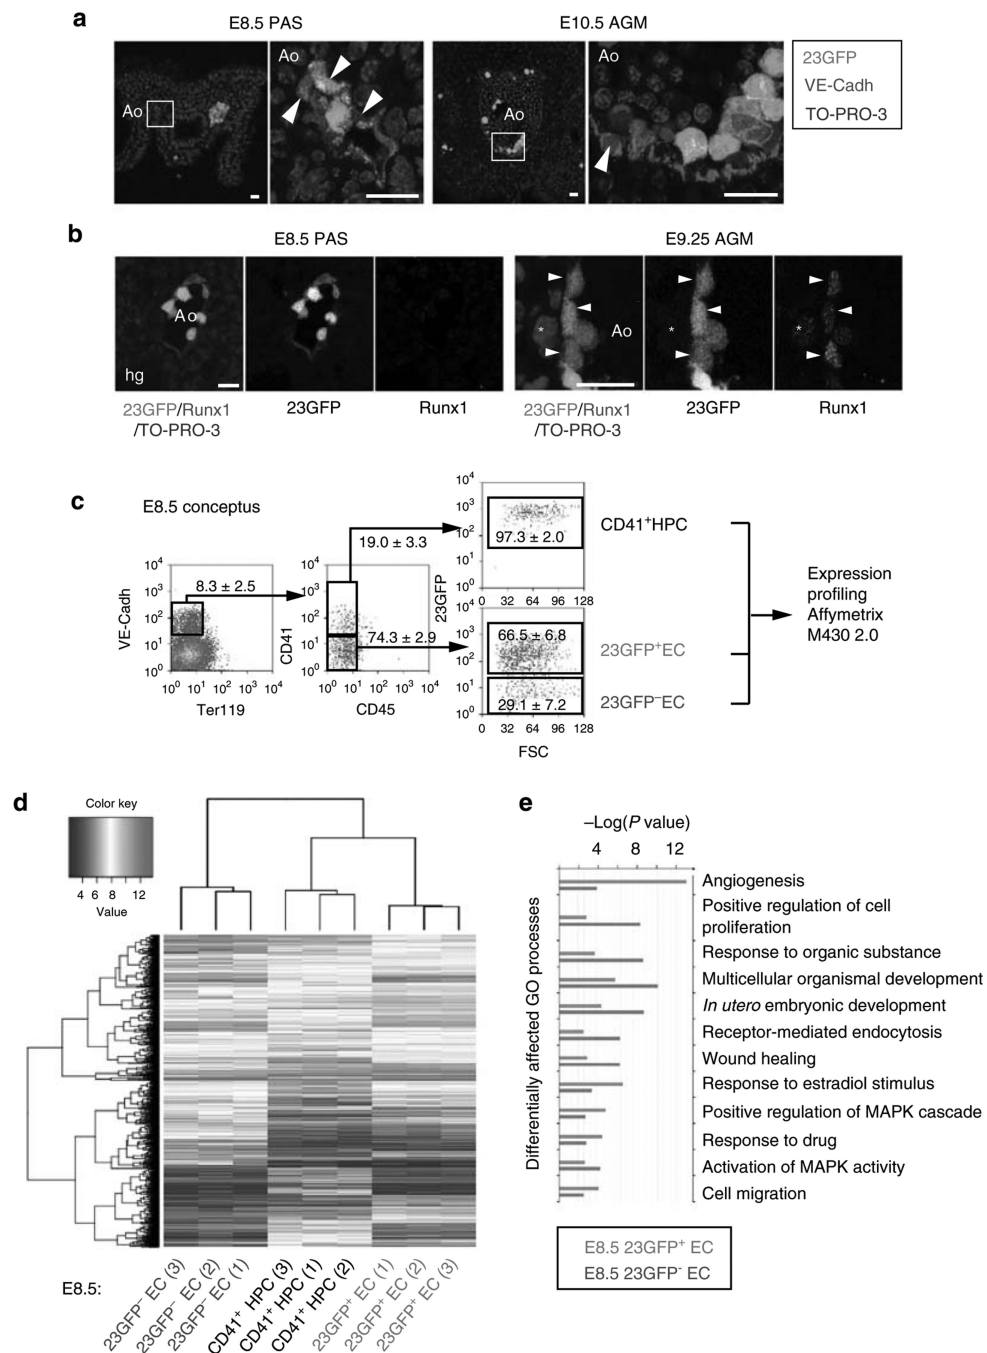 a
E8.5 PAS
E10.5 AGM
Ao
Ao
Ao
Ao
23GFP
VE-Cadh
TO-PRO-3
b
E8.5 PAS
E9.25 AGM
Ao
hg
*
Ao
*
*
23GFP/Runx1
/TO-PRO-3
23GFP
Runx1
23GFP/Runx1
/TO-PRO-3
23GFP
Runx1
c
E8.5 conceptus
VE-Cadh
10⁴
10³
10²
10¹
10⁰
8.3 ± 2.5
10⁰ 10¹ 10² 10³ 10⁴
Ter119
CD41
10⁴
10³
10²
10¹
10⁰
19.0 ± 3.3
74.3 ± 2.9
10⁰ 10¹ 10² 10³ 10⁴
CD45
23GFP
10⁴
10³
10²
10¹
10⁰
97.3 ± 2.0
0 32 64 96 128
CD41⁺HPC
10⁴
10³
10²
10¹
10⁰
66.5 ± 6.8
29.1 ± 7.2
0 32 64 96 128
FSC
23GFP⁺EC
23GFP⁻EC
Expression
profiling
Affymetrix
M430 2.0
d
Color key
4 6 8 12
Value
E8.5:
23GFP⁻ EC (3)
23GFP⁻ EC (2)
23GFP⁻ EC (1)
CD41⁺ HPC (3)
CD41⁺ HPC (1)
CD41⁺ HPC (2)
23GFP⁺ EC (1)
23GFP⁺ EC (2)
23GFP⁺ EC (3)
e
–Log(P value)
4 8 12
Differentially affected GO processes
Angiogenesis
Positive regulation of cell
proliferation
Response to organic substance
Multicellular organismal development
In utero embryonic development
Receptor-mediated endocytosis
Wound healing
Response to estradiol stimulus
Positive regulation of MAPK cascade
Response to drug
Activation of MAPK activity
Cell migration
E8.5 23GFP⁺ EC
E8.5 23GFP⁻ EC